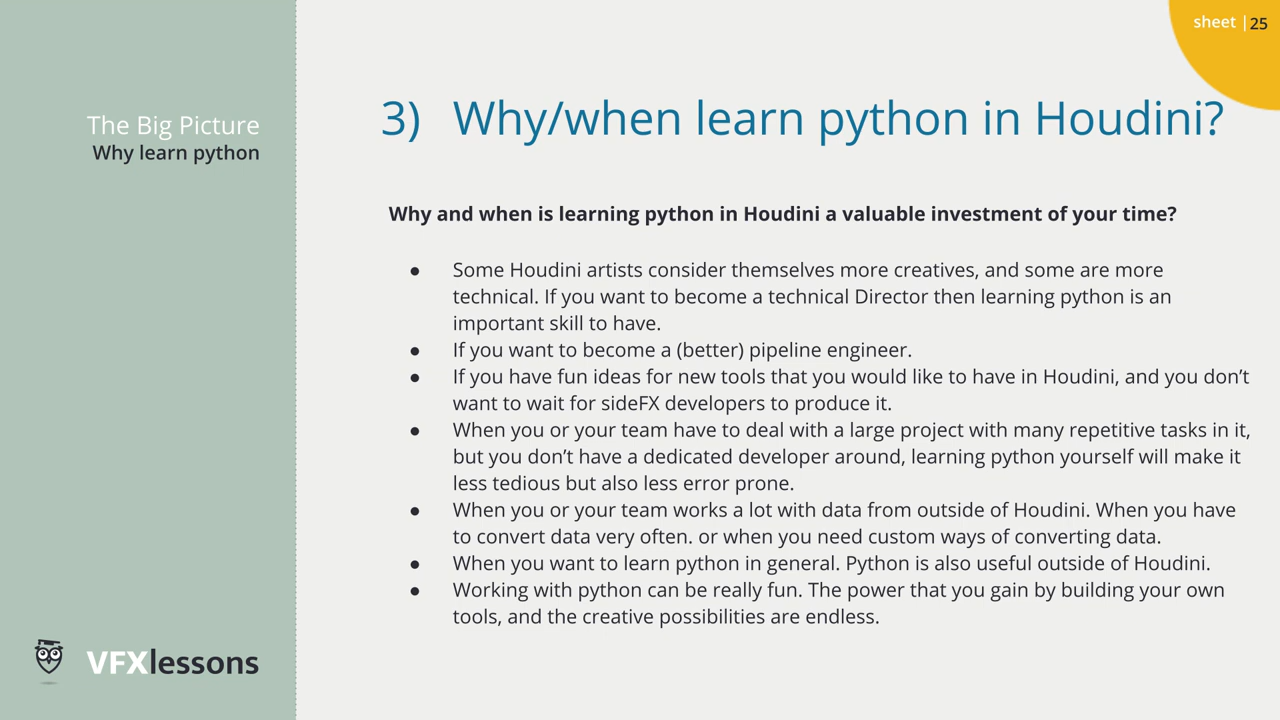 sheet |25
The Big Picture
Why learn python
3) Why/when learn python in Houdini?
Why and when is learning python in Houdini a valuable investment of your time?
● Some Houdini artists consider themselves more creatives, and some are more
technical. If you want to become a technical Director then learning python is an
important skill to have.
● If you want to become a (better) pipeline engineer.
● If you have fun ideas for new tools that you would like to have in Houdini, and you don’t
want to wait for sideFX developers to produce it.
● When you or your team have to deal with a large project with many repetitive tasks in it,
but you don’t have a dedicated developer around, learning python yourself will make it
less tedious but also less error prone.
● When you or your team works a lot with data from outside of Houdini. When you have
to convert data very often. or when you need custom ways of converting data.
● When you want to learn python in general. Python is also useful outside of Houdini.
● Working with python can be really fun. The power that you gain by building your own
tools, and the creative possibilities are endless.
VFXlessons